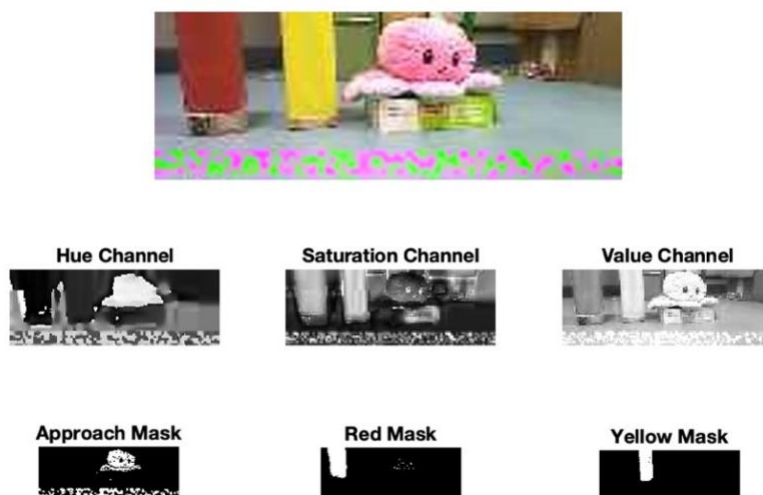 Hue Channel
Saturation Channel
Value Channel
Approach Mask
Red Mask
Yellow Mask